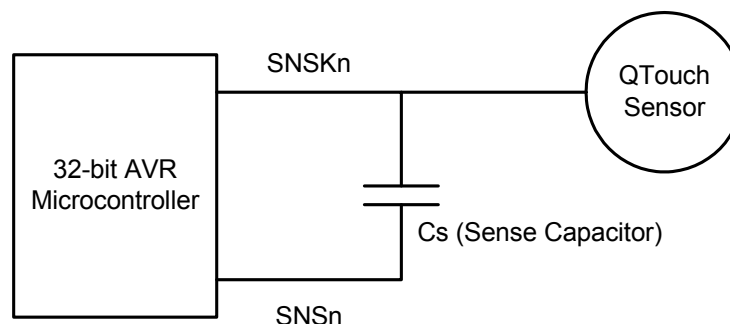 SNSKn
QTouch
Sensor
32-bit AVR
Microcontroller
Cs (Sense Capacitor)
SNSn